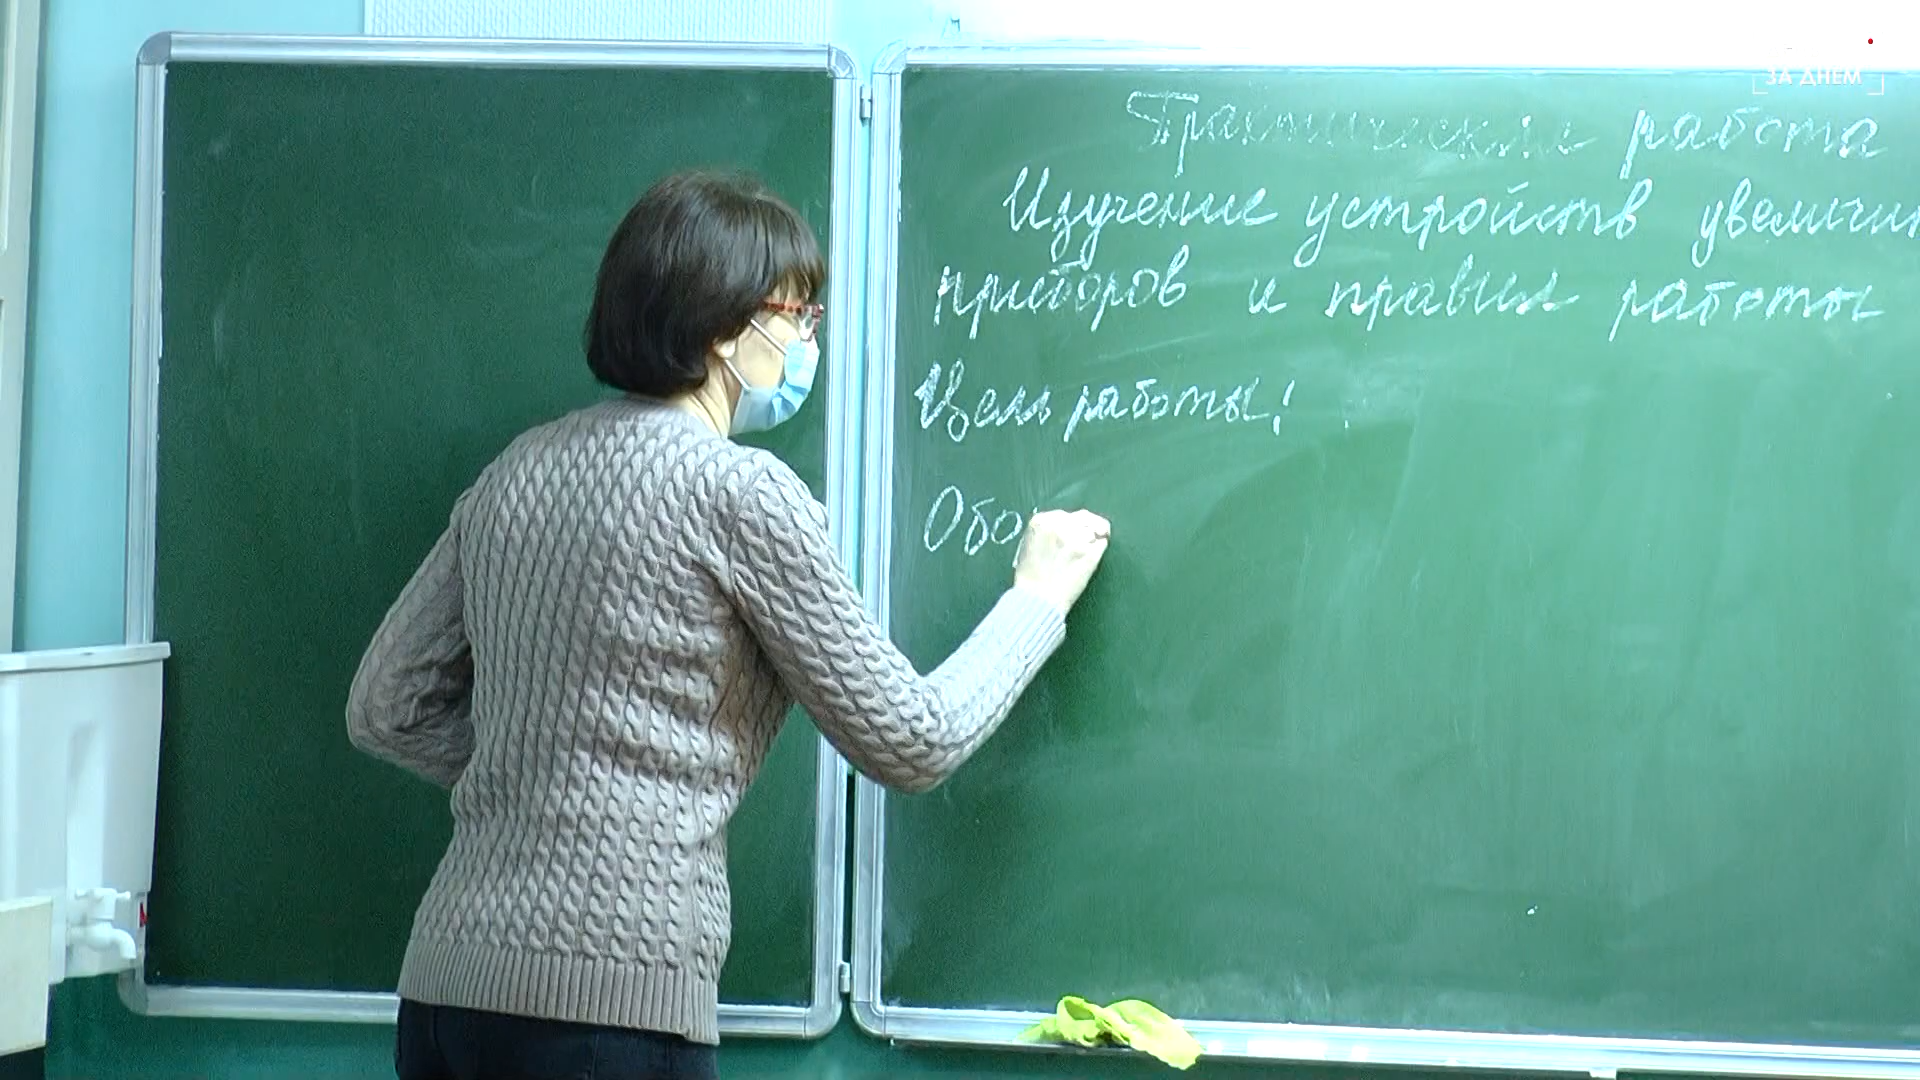 ЗА ДНЕМ
Практическая работа
Изучение устройств увеличи
приборов и правил работы
Цель работы:
Обо